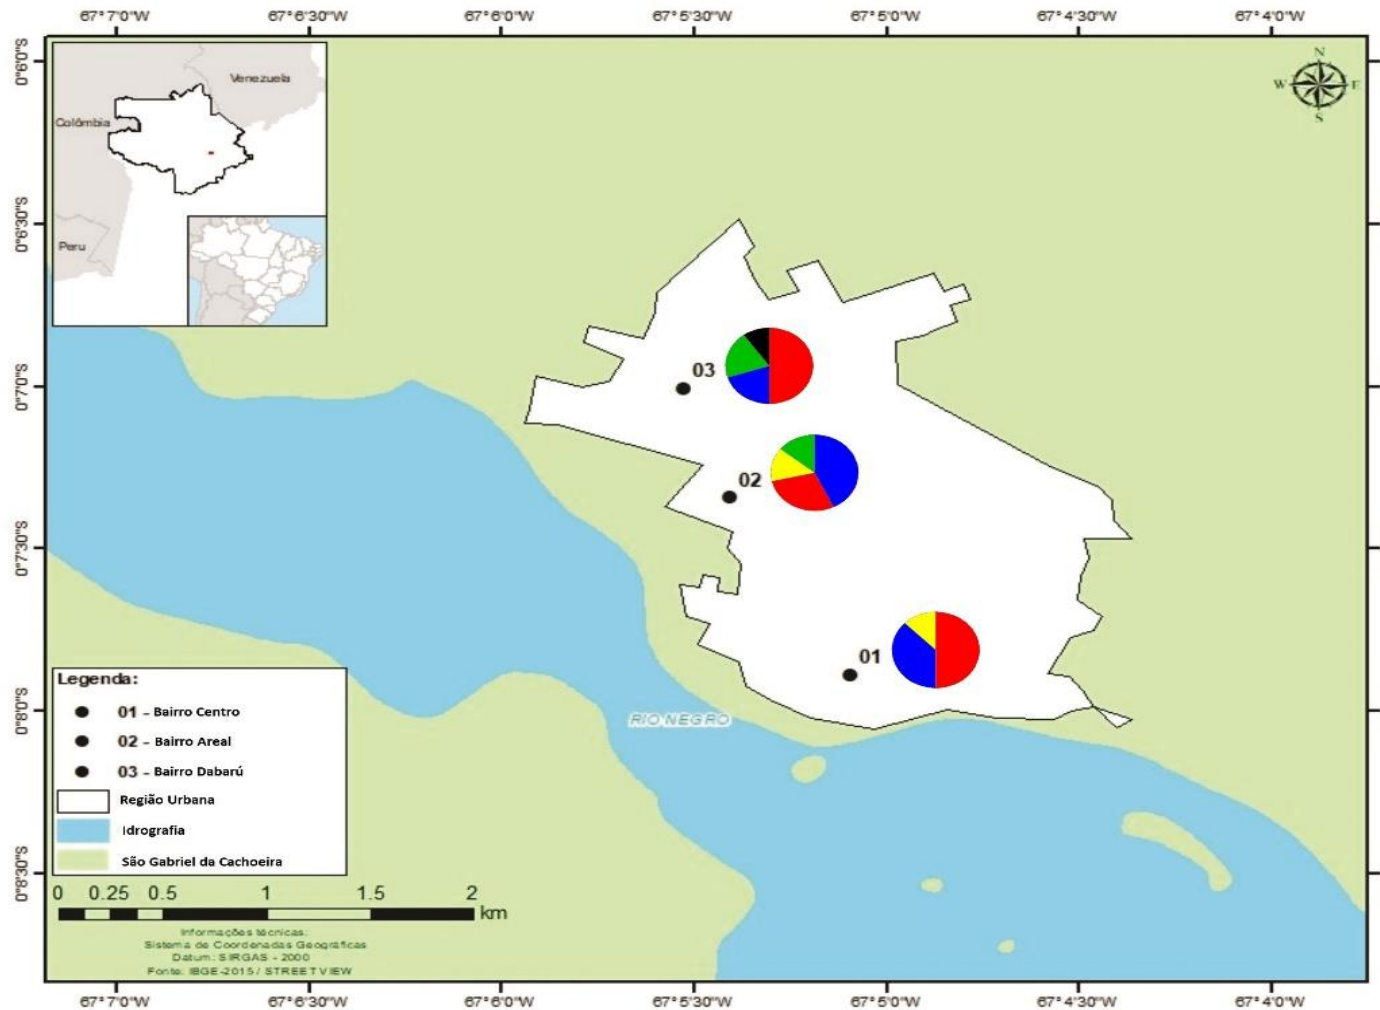 67°7'0"W 67°6'30"W 67°6'0"W 67°5'30"W 67°5'0"W 67°4'30"W 67°4'0"W
0°6'0"S
0°6'30"S
0°7'0"S
0°7'30"S
0°8'0"S
0°8'30"S
N
W E
S
Venezuela
Colômbia
Peru
03
02
01
RIO NEGRO
Legenda:
01 - Bairro Centro
02 - Bairro Areal
03 - Bairro Dabarú
Região Urbana
Idrografia
São Gabriel da Cachoeira
0 0.25 0.5 1 1.5 2
km
Informações técnicas:
Sistema de Coordenadas Geográficas
Datum: SIRGAS - 2000
Fonte: IBGE-2015 / STREETVIEW
67°7'0"W 67°6'30"W 67°6'0"W 67°5'30"W 67°5'0"W 67°4'30"W 67°4'0"W